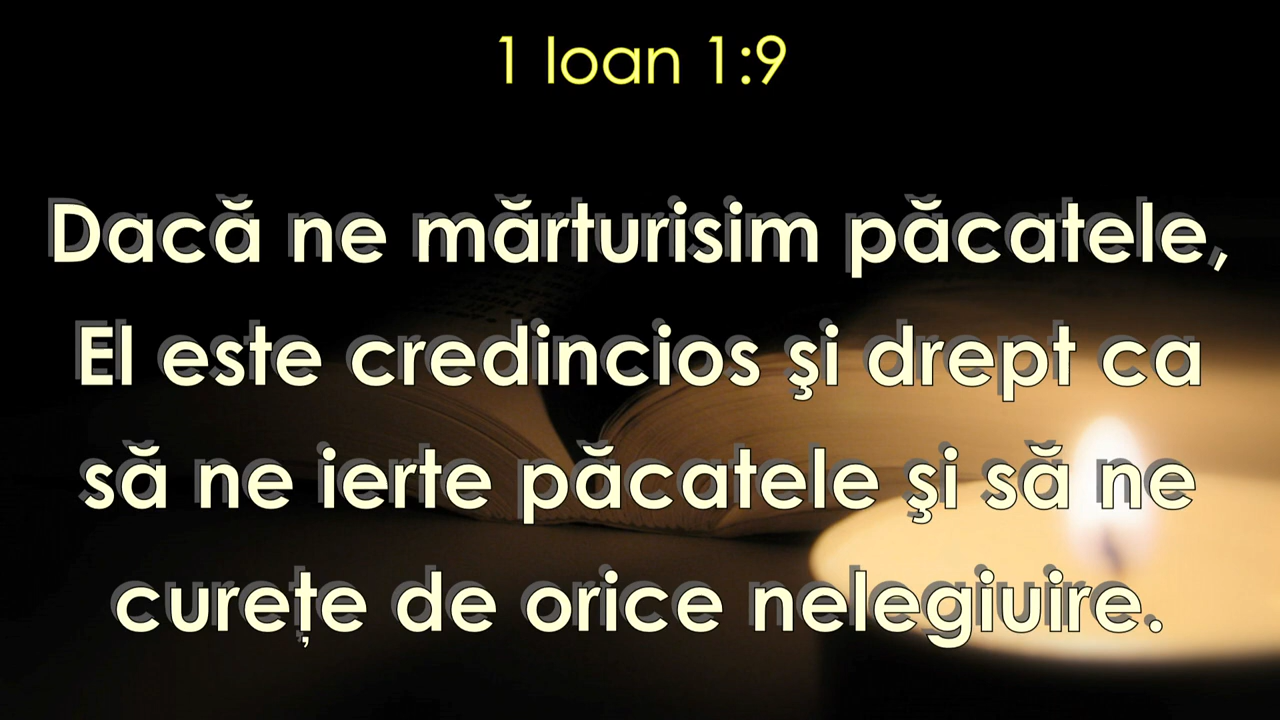 1 Ioan 1:9
Dacă ne mărturisim păcatele,
El este credincios şi drept ca
să ne ierte păcatele şi să ne
curețe de orice nelegiuire.